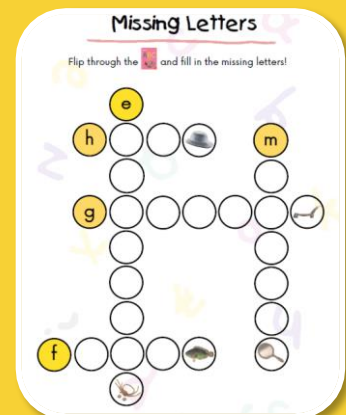 Missing Letters
Flip through the and fill in the missing letters!
e
h
m
g
f